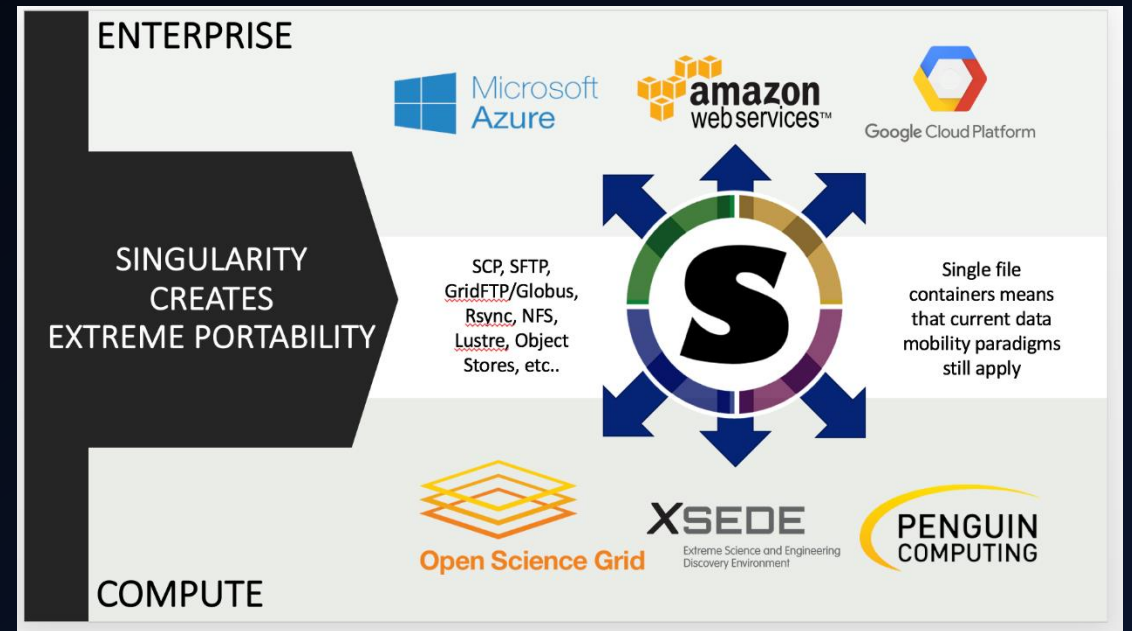 ENTERPRISE
Microsoft
Azure
amazon
web services™
Google Cloud Platform
SINGULARITY
CREATES
EXTREME PORTABILITY
SCP, SFTP,
GridFTP/Globus,
Rsync, NFS,
Lustre, Object
Stores, etc..
S
Single file
containers means
that current data
mobility paradigms
still apply
Open Science Grid
XSEDE
Extreme Science and Engineering
Discovery Environment
PENGUIN
COMPUTING
COMPUTE